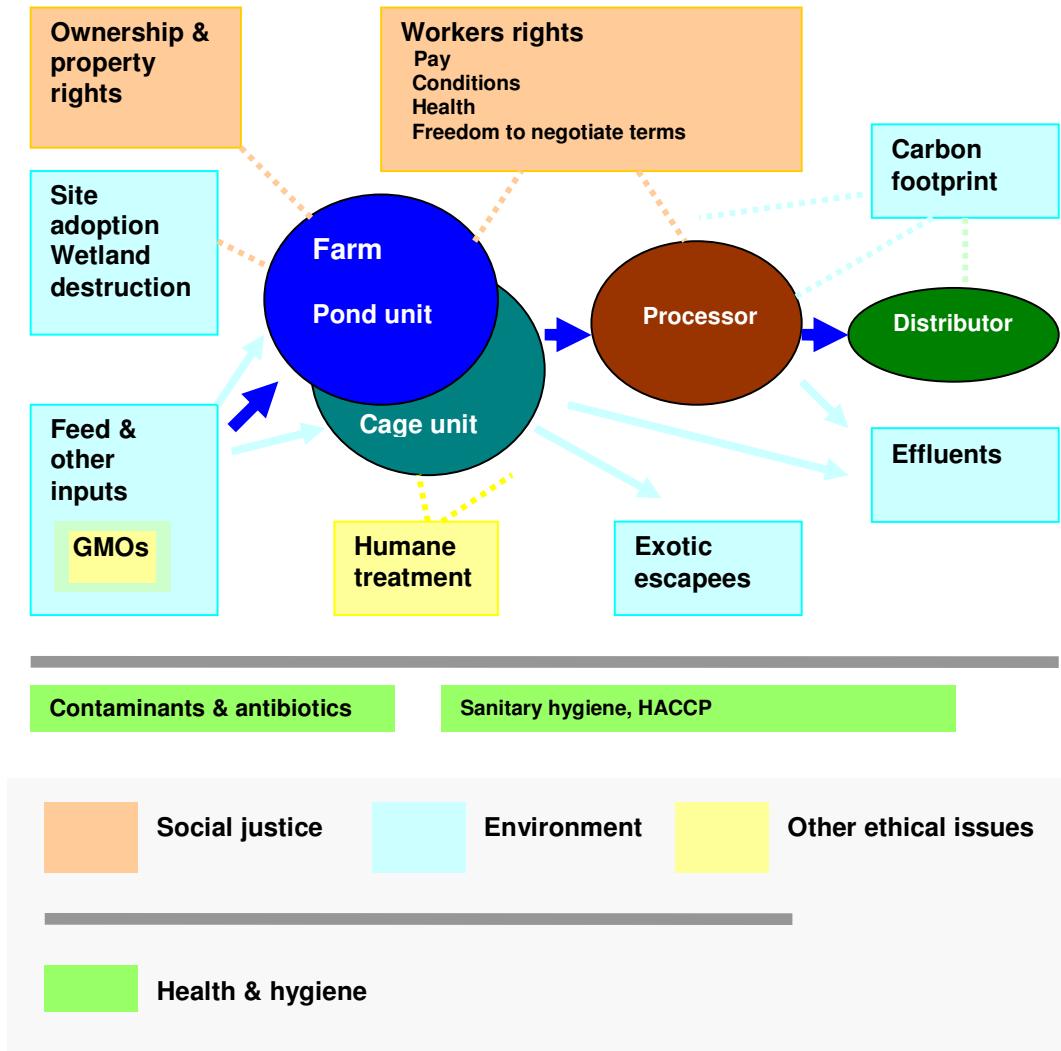 Ownership &
property
rights
Workers rights
Pay
Conditions
Health
Freedom to negotiate terms
Carbon
footprint
Site
adoption
Wetland
destruction
Farm
Pond unit
Processor
Distributor
Cage unit
Feed &
other
inputs
GMOs
Effluents
Humane
treatment
Exotic
escapees
Contaminants & antibiotics
Sanitary hygiene, HACCP
Social justice
Environment
Other ethical issues
Health & hygiene